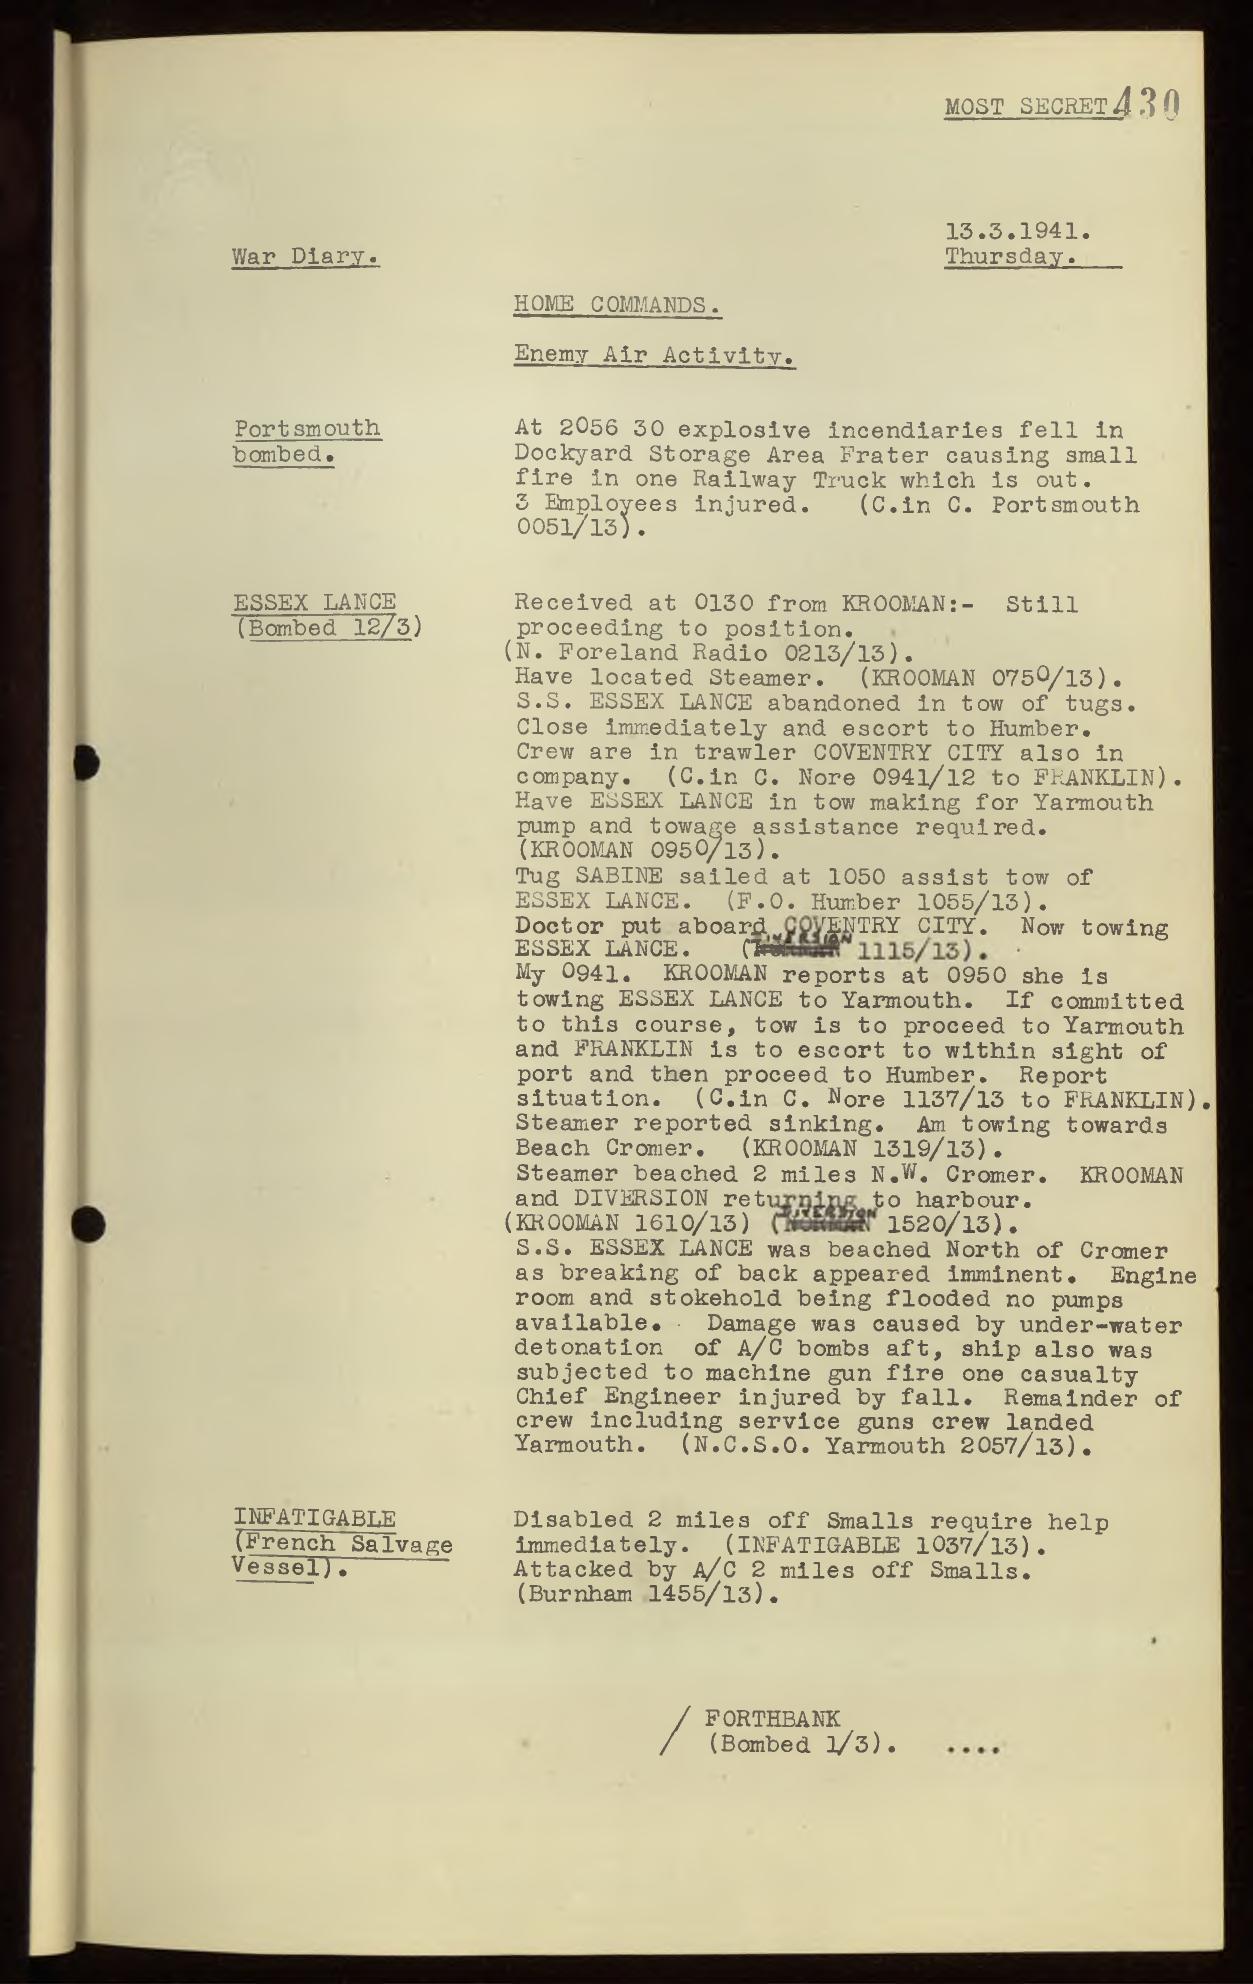 MOST SECRET 430
13.3.1941.
War Diary.
Thursday.
HOME COMMANDS.
Enemy Air Activity.
Portsmouth
bombed.
At 2056 30 explosive incendiaries fell in
Dockyard Storage Area Frater causing small
fire in one Railway Truck which is out.
3 Employees injured. (C.in C. Portsmouth
0051/13).
ESSEX LANCE
(Bombed 12/3)
Received at 0130 from KROOMAN:- Still
proceeding to position.
(N. Foreland Radio 0213/13).
Have located Steamer. (KROOMAN 0750/13).
S.S. ESSEX LANCE abandoned in tow of tugs.
Close immediately and escort to Humber.
Crew are in trawler COVENTRY CITY also in
company. (C.in C. Nore 0941/12 to FRANKLIN).
Have ESSEX LANCE in tow making for Yarmouth
pump and towage assistance required.
(KROOMAN 0950/13).
Tug SABINE sailed at 1050 assist tow of
ESSEX LANCE. (F.O. Humber 1055/13).
Doctor put aboard COVENTRY CITY. Now towing
ESSEX LANCE. (DIVERSION 1115/13).
My 0941. KROOMAN reports at 0950 she is
towing ESSEX LANCE to Yarmouth. If committed
to this course, tow is to proceed to Yarmouth
and FRANKLIN is to escort to within sight of
port and then proceed to Humber. Report
situation. (C.in C. Nore 1137/13 to FRANKLIN).
Steamer reported sinking. Am towing towards
Beach Cromer. (KROOMAN 1319/13).
Steamer beached 2 miles N.W. Cromer. KROOMAN
and DIVERSION returning to harbour.
(KROOMAN 1610/13) (DIVERSION 1520/13).
S.S. ESSEX LANCE was beached North of Cromer
as breaking of back appeared imminent. Engine
room and stokehold being flooded no pumps
available. Damage was caused by under-water
detonation of A/C bombs aft, ship also was
subjected to machine gun fire one casualty
Chief Engineer injured by fall. Remainder of
crew including service guns crew landed
Yarmouth. (N.C.S.O. Yarmouth 2057/13).
INFATIGABLE
(French Salvage
Vessel).
Disabled 2 miles off Smalls require help
immediately. (INFATIGABLE 1037/13).
Attacked by A/C 2 miles off Smalls.
(Burnham 1455/13).
/ FORTHBANK
/ (Bombed 1/3). ....